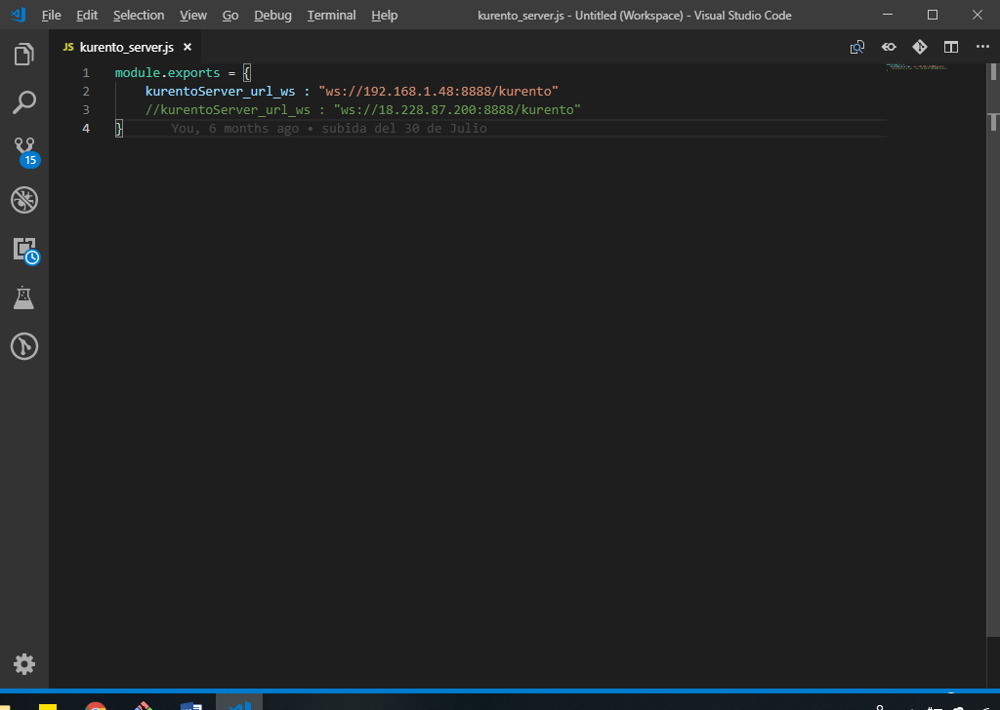 File Edit Selection View Go Debug Terminal Help kurento_server.js - Untitled (Workspace) - Visual Studio Code
JS kurento_server.js ×
1 module.exports = {
2 kurentoServer_url_ws : "ws://192.168.1.48:8888/kurento"
3 //kurentoServer_url_ws : "ws://18.228.87.200:8888/kurento"
4 } You, 6 months ago • subida del 30 de Julio
15